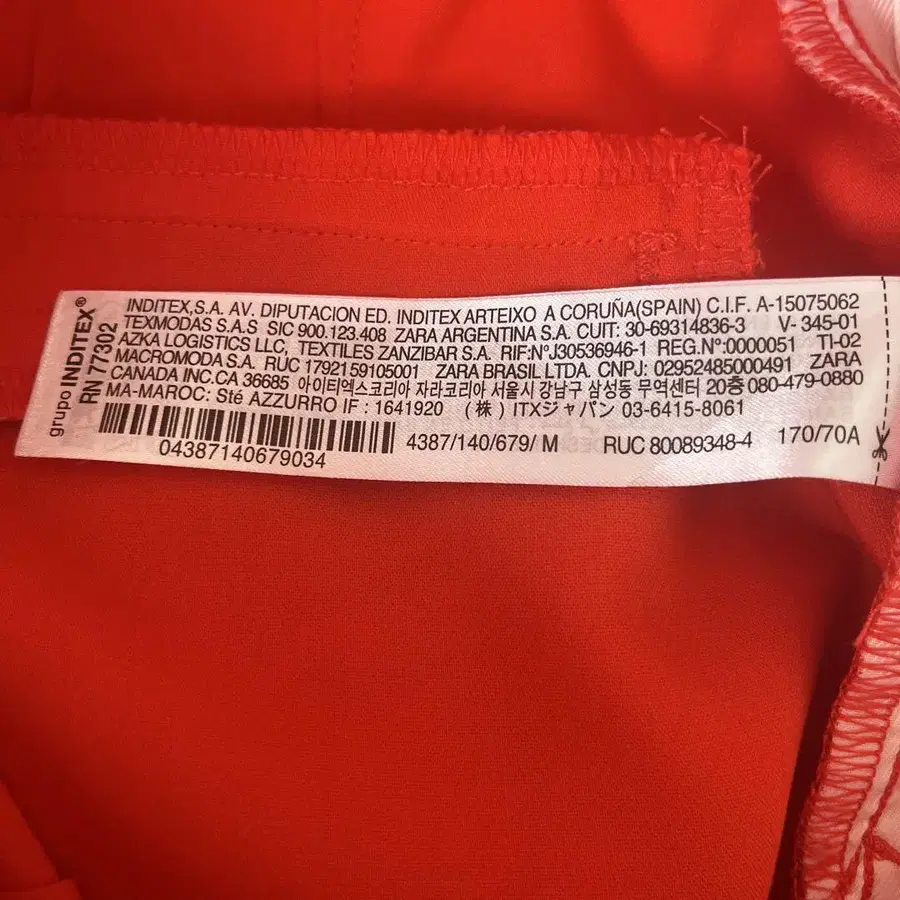 grupo INDITEX®
RN 77302
INDITEX,S.A. AV. DIPUTACION ED. INDITEX ARTEIXO A CORUÑA(SPAIN) C.I.F. A-15075062
TEXMODAS S.A.S SIC 900.123.408 ZARA ARGENTINA S.A. CUIT: 30-69314836-3 V- 345-01
AZKA LOGISTICS LLC, TEXTILES ZANZIBAR S.A. RIF:NºJ30536946-1 REG.Nº:0000051 TI-02
MACROMODA S.A. RUC 1792159105001 ZARA BRASIL LTDA. CNPJ: 02952485000491 ZARA
CANADA INC.CA 36685 아이티엑스코리아 자라코리아 서울시 강남구 삼성동 무역센터 20층 080-479-0880
MA-MAROC: Sté AZZURRO IF : 1641920 (株) ITXジャパン 03-6415-8061
04387140679034
4387/140/679/ M RUC 80089348-4 170/70A